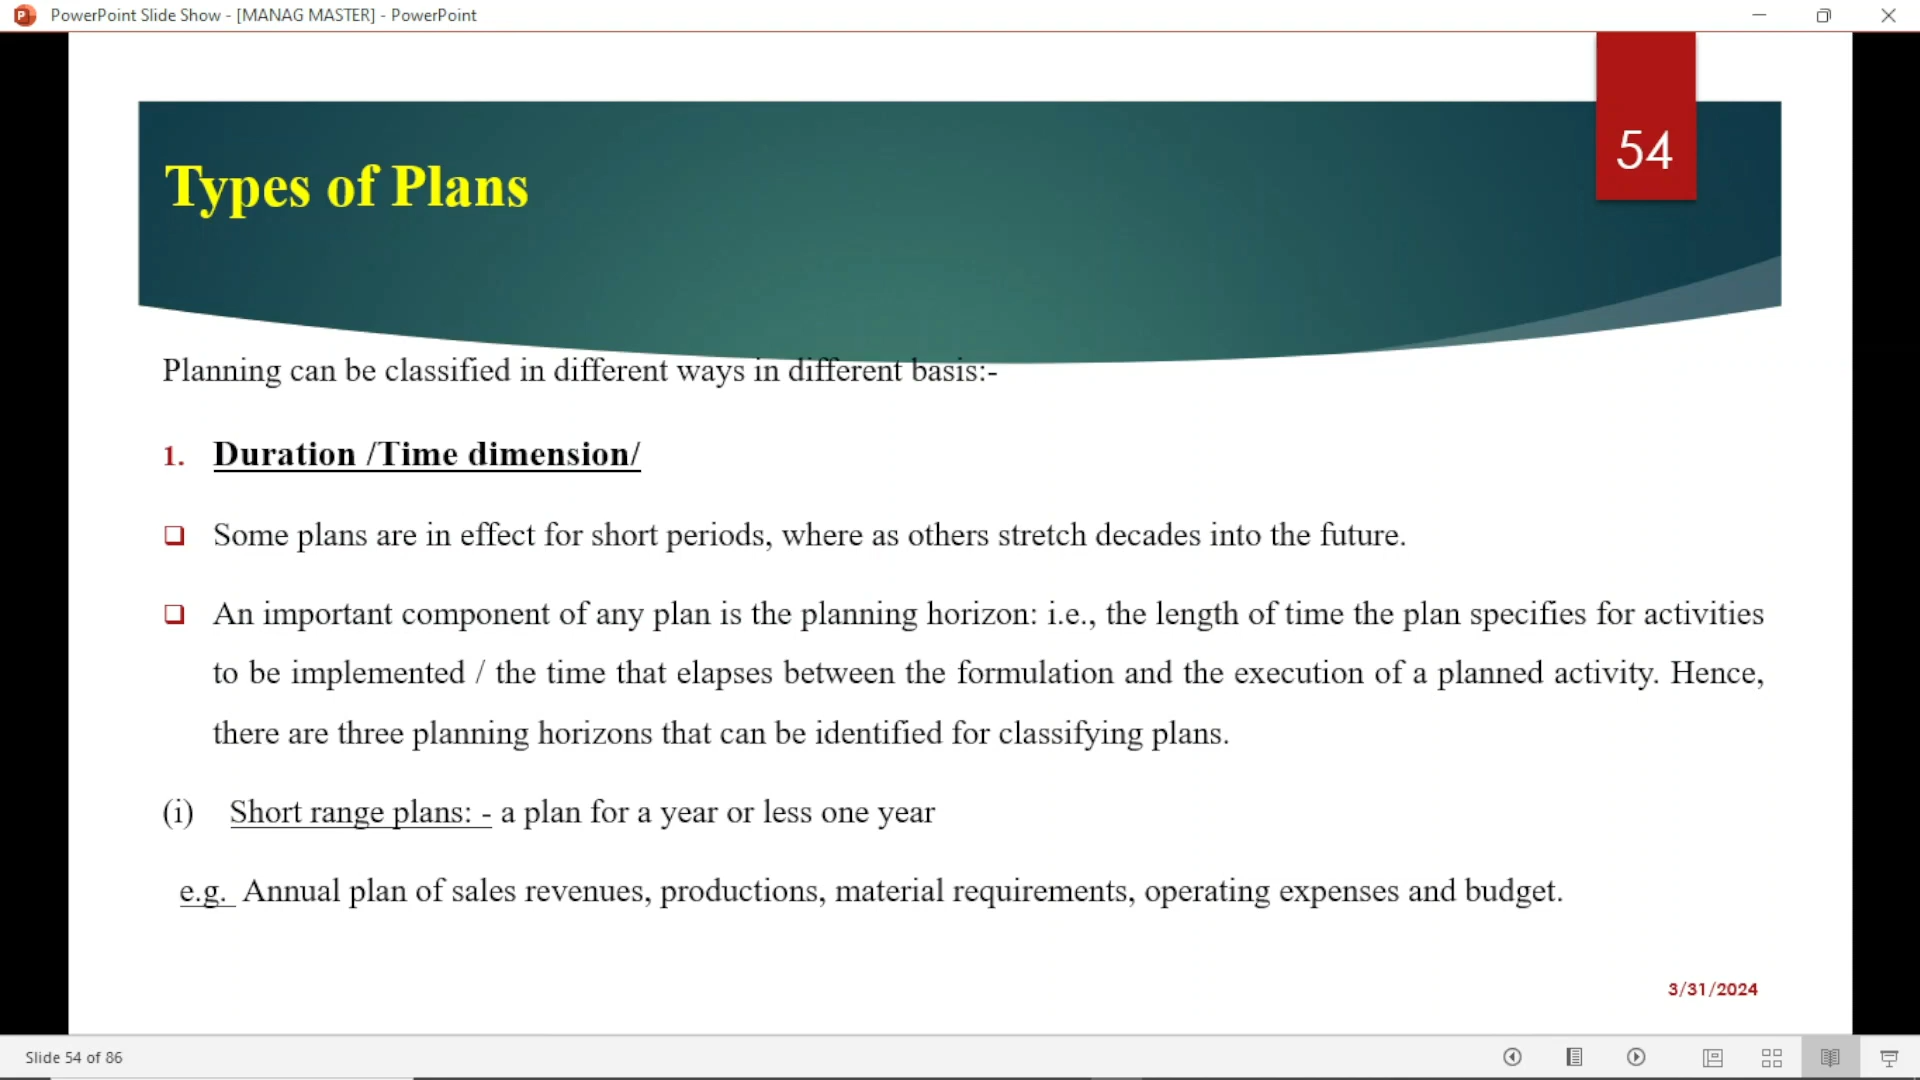 PowerPoint Slide Show - [MANAG MASTER] - PowerPoint
54
Types of Plans
Planning can be classified in different ways in different basis:-
1. Duration /Time dimension/
Some plans are in effect for short periods, where as others stretch decades into the future.
An important component of any plan is the planning horizon: i.e., the length of time the plan specifies for activities
to be implemented / the time that elapses between the formulation and the execution of a planned activity. Hence,
there are three planning horizons that can be identified for classifying plans.
(i) Short range plans: - a plan for a year or less one year
e.g. Annual plan of sales revenues, productions, material requirements, operating expenses and budget.
3/31/2024
Slide 54 of 86